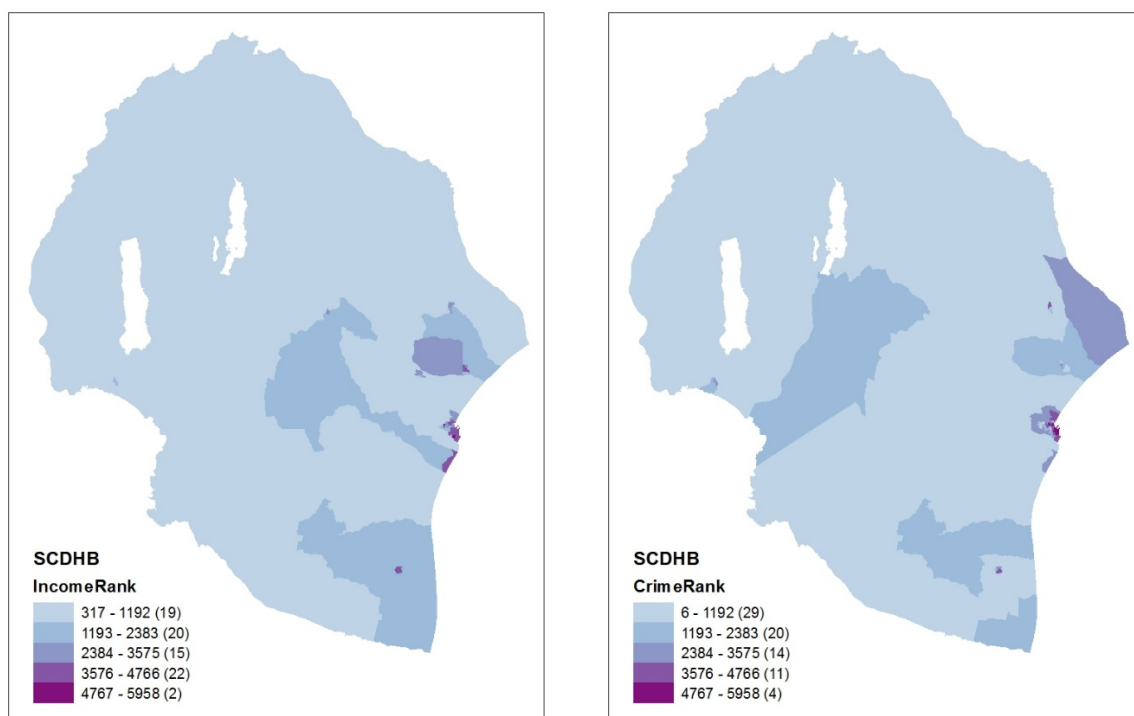 SCDHB
IncomeRank
317 - 1192 (19)
1193 - 2383 (20)
2384 - 3575 (15)
3576 - 4766 (22)
4767 - 5958 (2)
SCDHB
CrimeRank
6 - 1192 (29)
1193 - 2383 (20)
2384 - 3575 (14)
3576 - 4766 (11)
4767 - 5958 (4)